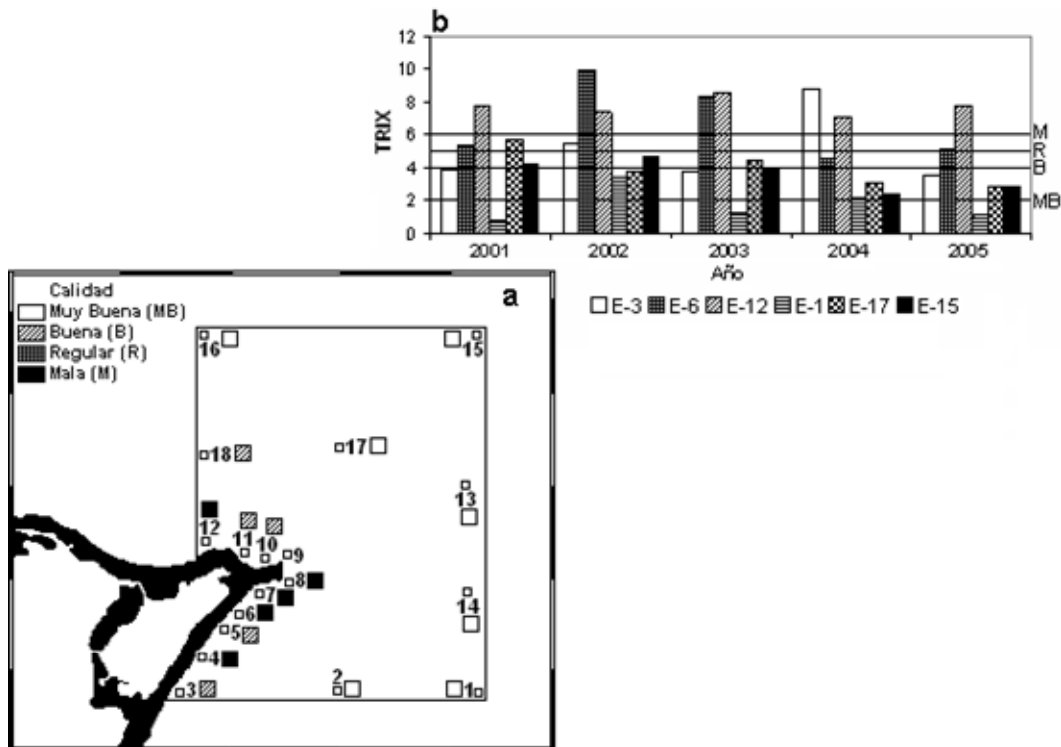 b
12
10
8
6
4
2
0
TRIX
M
R
B
MB
2001 2002 2003 2004 2005
Año
E-3 E-6 E-12 E-1 E-17 E-15
a
Calidad
Muy Buena (MB)
Buena (B)
Regular (R)
Mala (M)
16
15
17
18
13
12
11
10
9
8
7
14
6
5
4
2
3
1